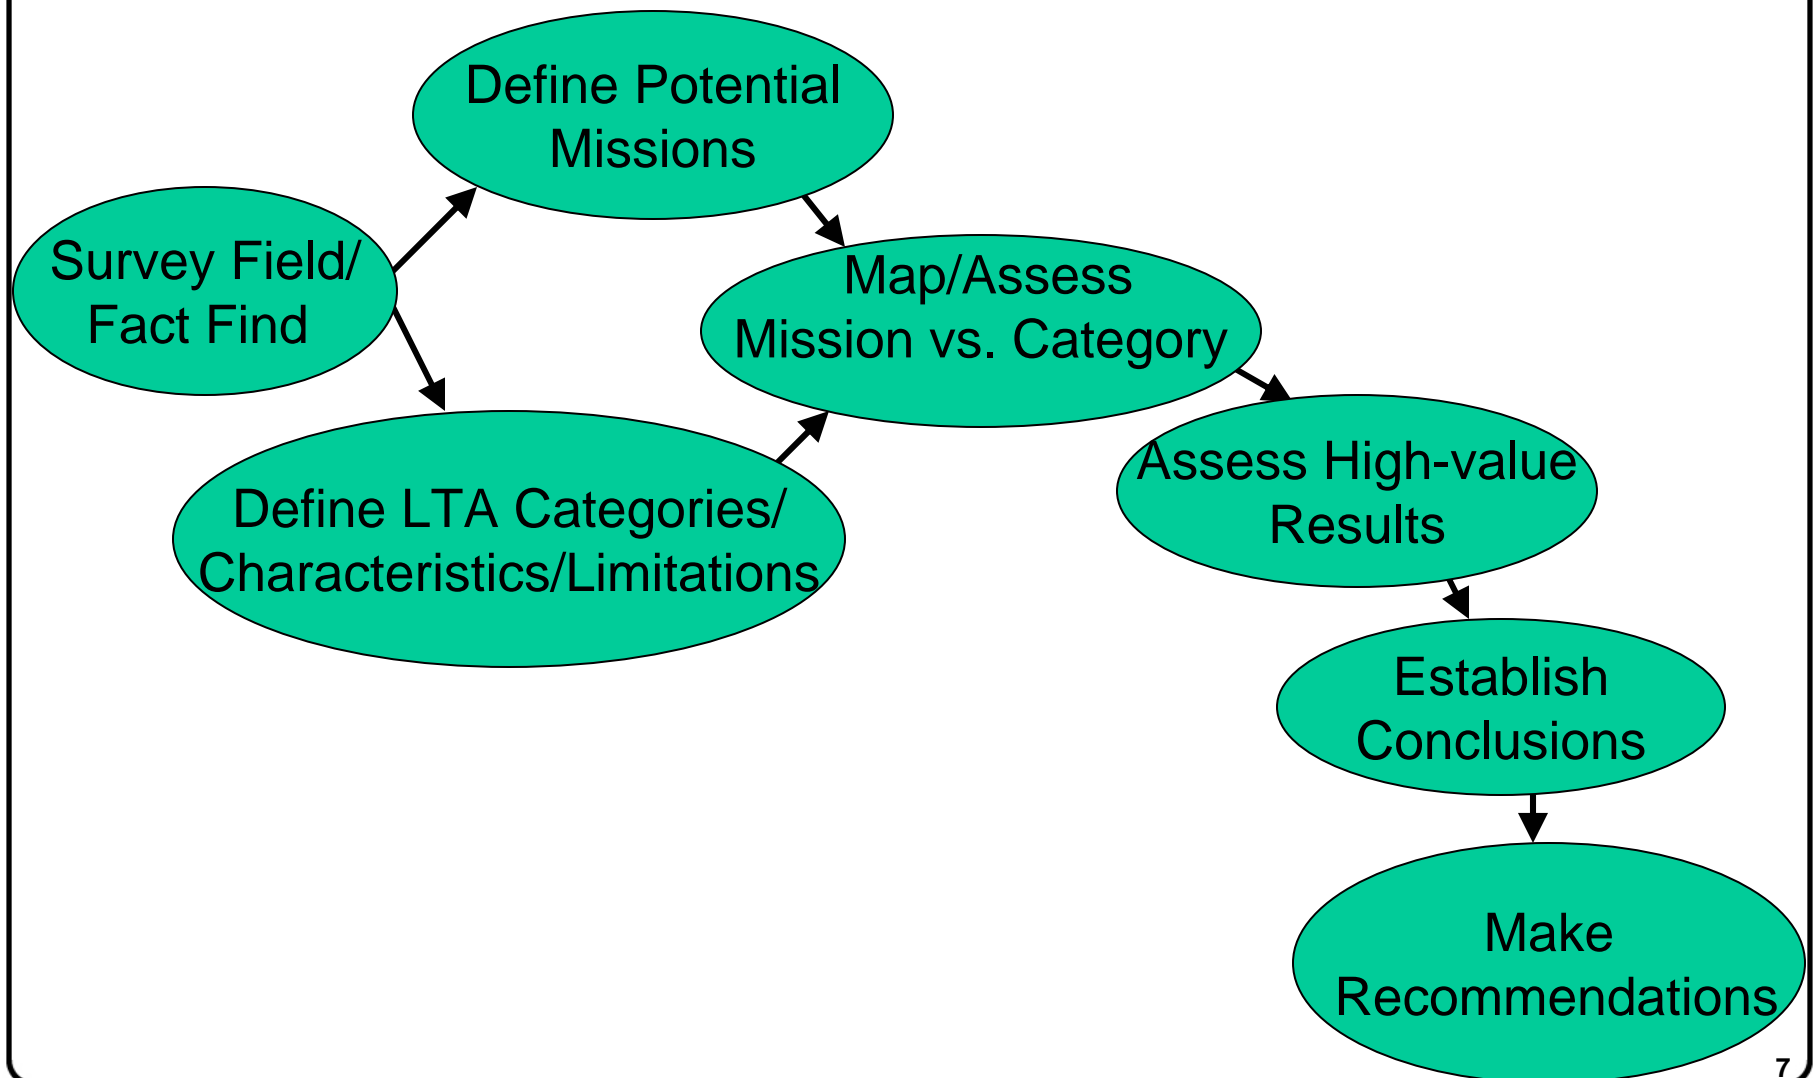 Define Potential
Missions
Survey Field/
Fact Find
Map/Assess
Mission vs. Category
Define LTA Categories/
Characteristics/Limitations
Assess High-value
Results
Establish
Conclusions
Make
Recommendations
7